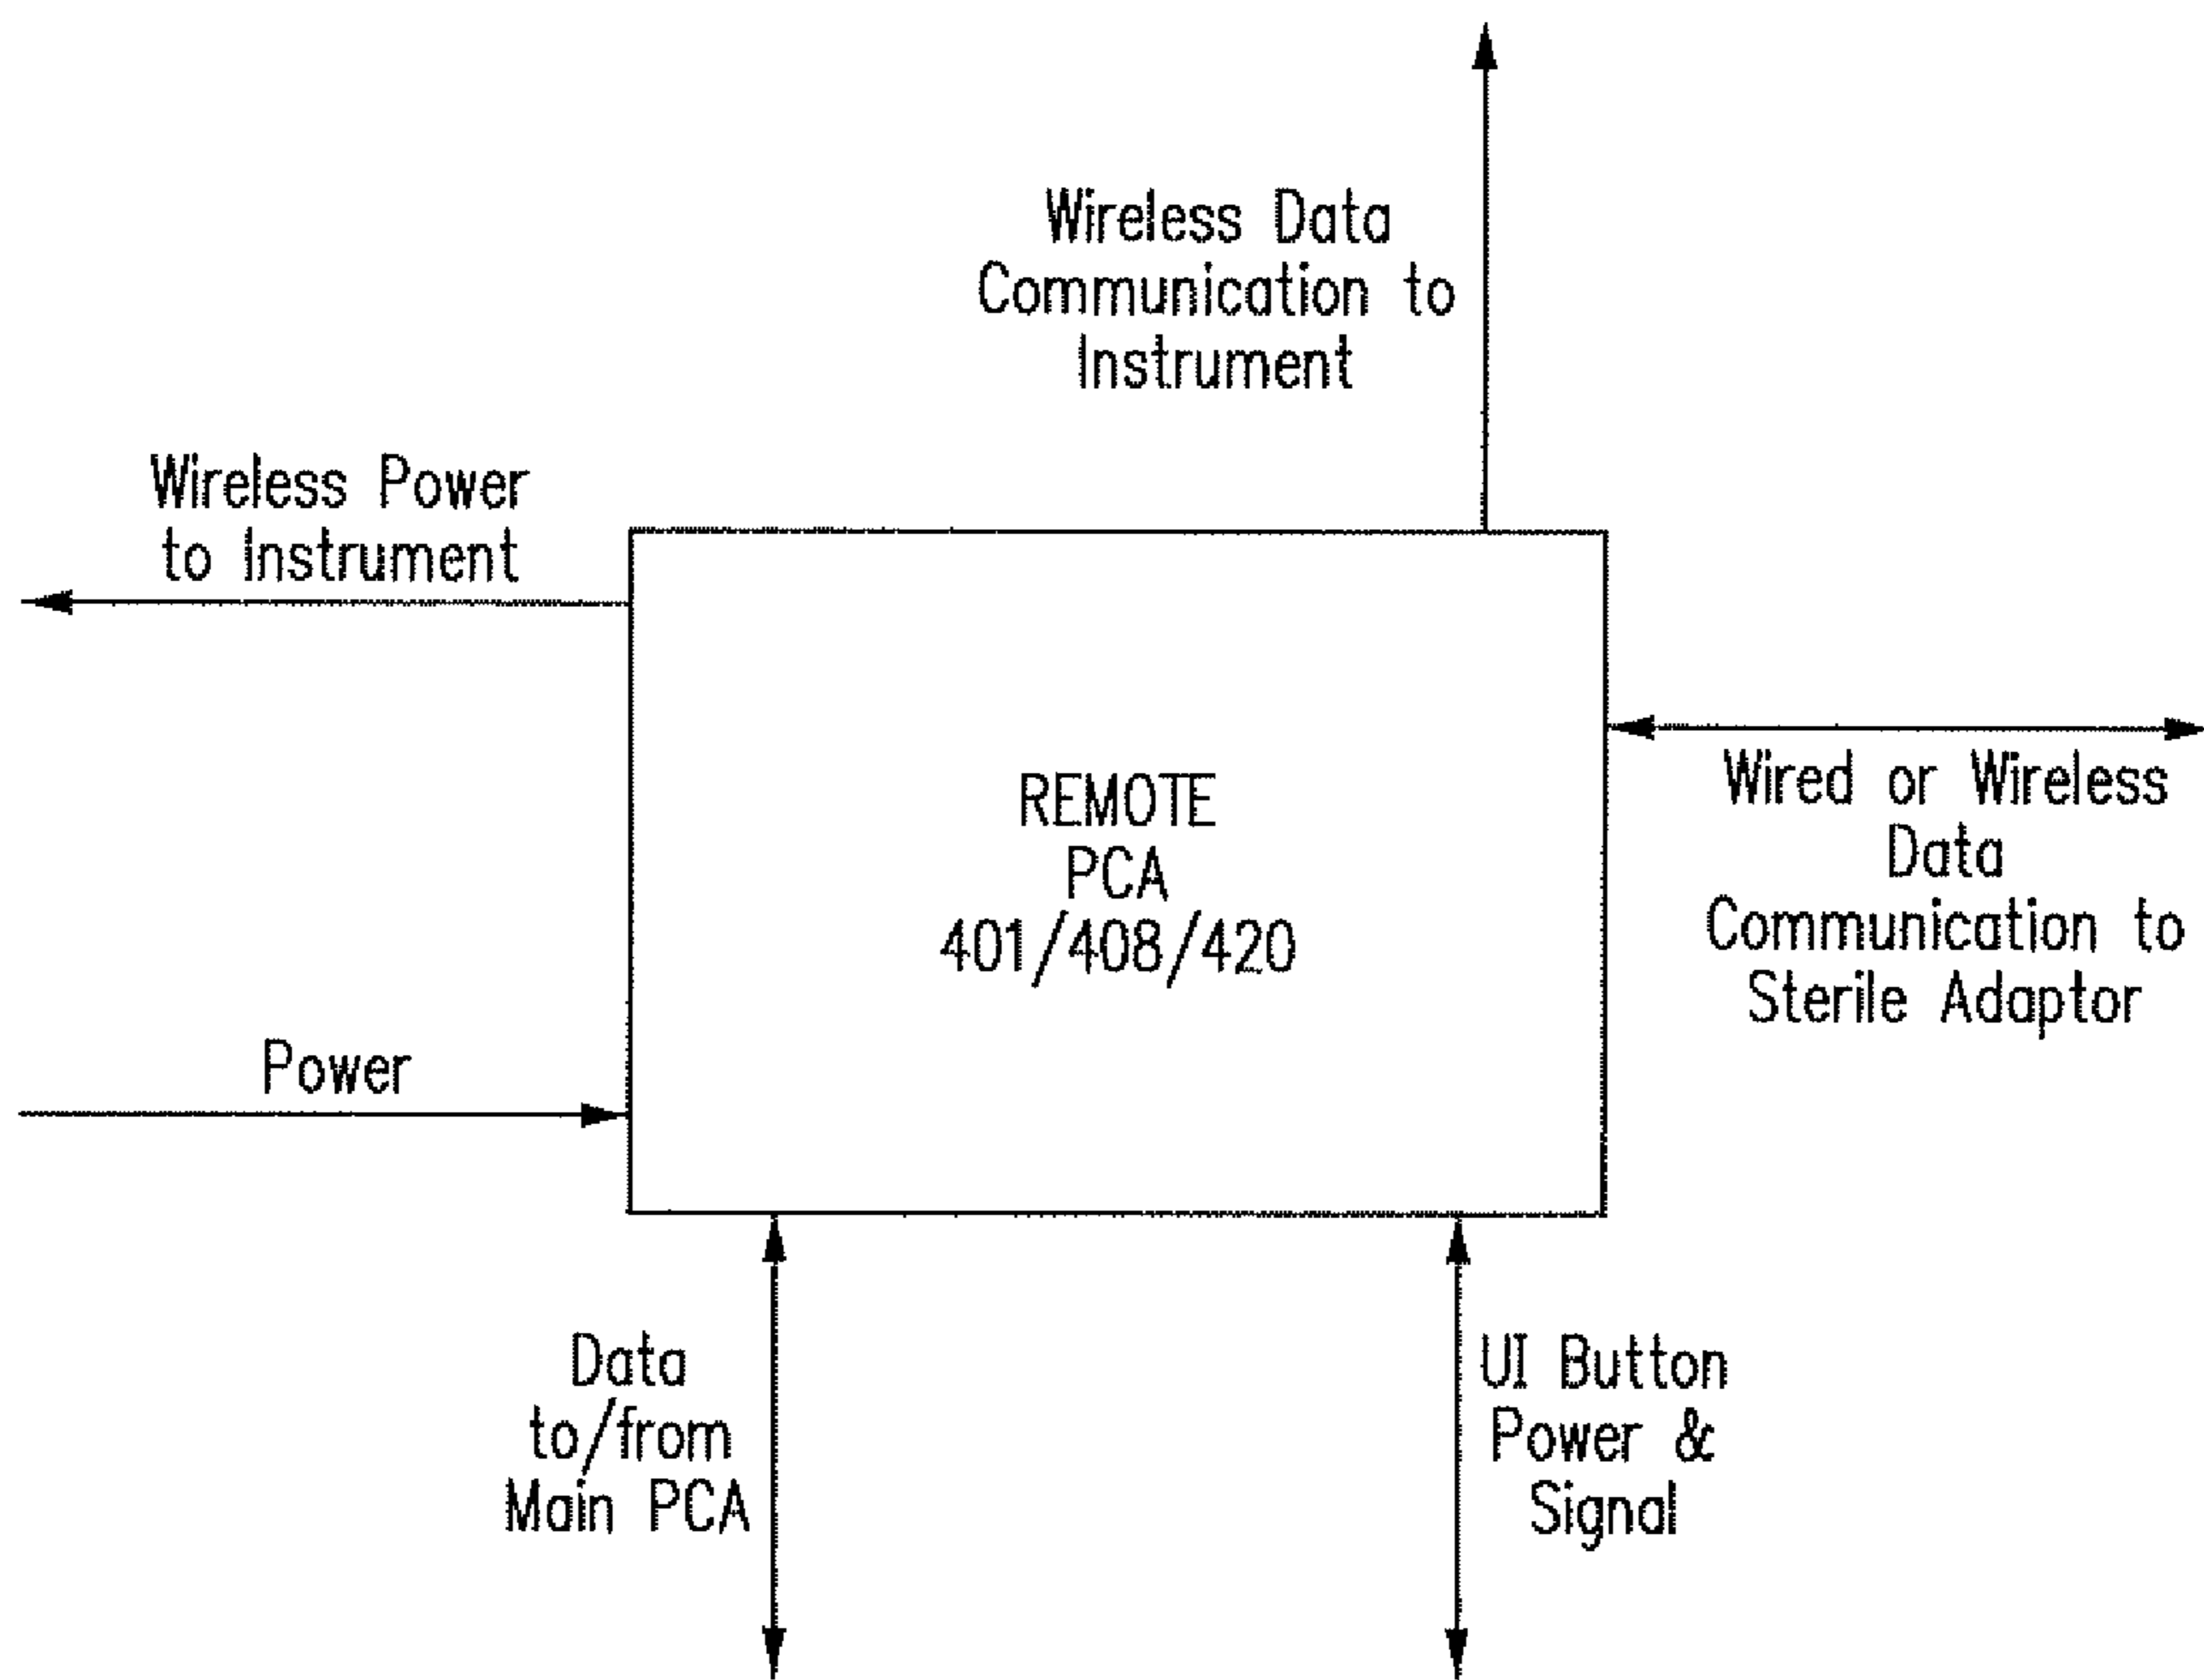 Wireless Data
Communication to
Instrument
Wireless Power
to Instrument
REMOTE
PCA
401/408/420
Wired or Wireless
Data
Communication to
Sterile Adaptor
Power
Data
to/from
Main PCA
UI Button
Power &
Signal